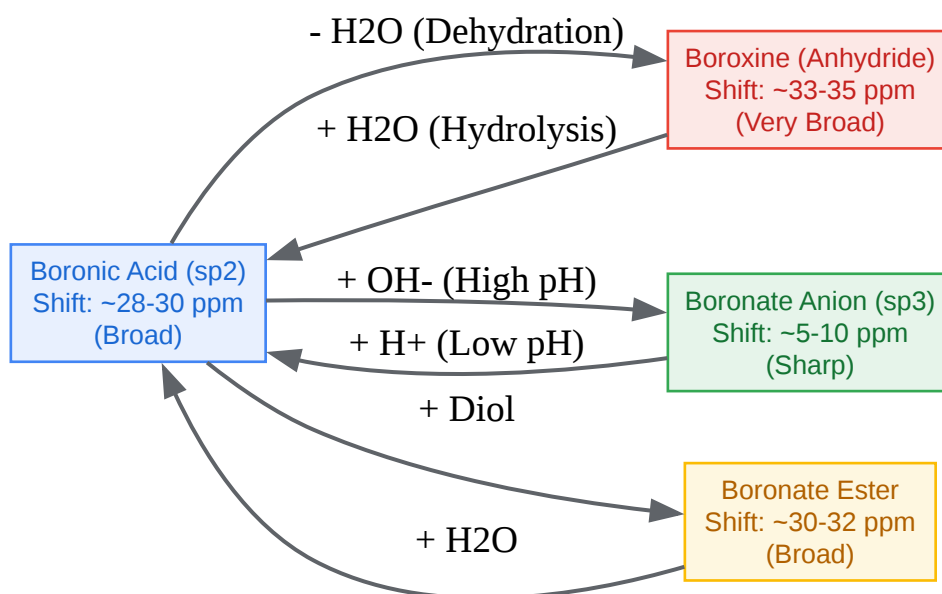 - H2O (Dehydration)
Boroxine (Anhydride)
Shift: ~33-35 ppm
(Very Broad)
+ H2O (Hydrolysis)
Boronic Acid (sp2)
Shift: ~28-30 ppm
(Broad)
+ OH- (High pH)
Boronate Anion (sp3)
Shift: ~5-10 ppm
(Sharp)
+ H+ (Low pH)
+ Diol
Boronate Ester
Shift: ~30-32 ppm
(Broad)
+ H2O